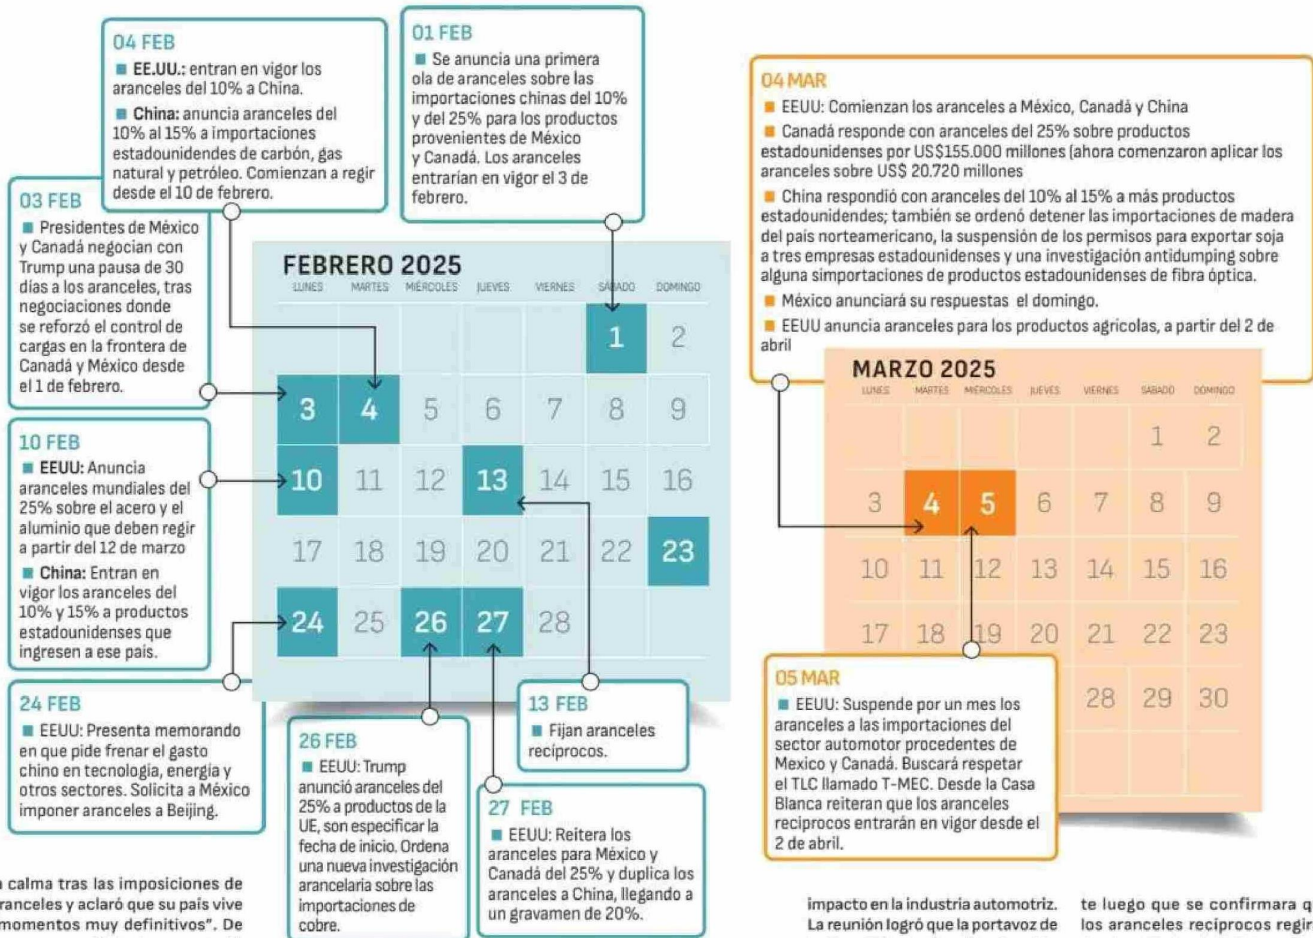 04 FEB
■ EE.UU.: entran en vigor los
aranceles del 10% a China.
■ China: anuncia aranceles del
10% al 15% a importaciones
estadounidendes de carbón, gas
natural y petróleo. Comienzan a regir
desde el 10 de febrero.
01 FEB
■ Se anuncia una primera
ola de aranceles sobre las
importaciones chinas del 10%
y del 25% para los productos
provenientes de México
y Canadá. Los aranceles
entrarían en vigor el 3 de
febrero.
03 FEB
■ Presidentes de México
y Canadá negocian con
Trump una pausa de 30
días a los aranceles, tras
negociaciones donde
se reforzó el control de
cargas en la frontera de
Canadá y México desde
el 1 de febrero.
10 FEB
■ EEUU: Anuncia
aranceles mundiales del
25% sobre el acero y el
aluminio que deben regir
a partir del 12 de marzo
■ China: Entran en
vigor los aranceles del
10% y 15% a productos
estadounidenses que
ingresen a ese país.
24 FEB
■ EEUU: Presenta memorando
en que pide frenar el gasto
chino en tecnología, energía y
otros sectores. Solicita a México
imponer aranceles a Beijing.
FEBRERO 2025
LUNES MARTES MIÉRCOLES JUEVES VIERNES SÁBADO DOMINGO
1 2
3 4 5 6 7 8 9
10 11 12 13 14 15 16
17 18 19 20 21 22 23
24 25 26 27 28
26 FEB
■ EEUU: Trump
anunció aranceles del
25% a productos de la
UE, son especificar la
fecha de inicio. Ordena
una nueva investigación
arancelaria sobre las
importaciones de
cobre.
13 FEB
■ Fijan aranceles
recíprocos.
27 FEB
■ EEUU: Reitera los
aranceles para México y
Canadá del 25% y duplica los
aranceles a China, llegando a
un gravamen de 20%.
04 MAR
■ EEUU: Comienzan los aranceles a México, Canadá y China
■ Canadá responde con aranceles del 25% sobre productos
estadounidenses por US$155.000 millones (ahora comenzaron aplicar los
aranceles sobre US$ 20.720 millones
■ China respondió con aranceles del 10% al 15% a más productos
estadounidendes; también se ordenó detener las importaciones de madera
del país norteamericano, la suspensión de los permisos para exportar soja
a tres empresas estadounidenses y una investigación antidumping sobre
alguna simportaciones de productos estadounidenses de fibra óptica.
■ México anunciará su respuestas el domingo.
■ EEUU anuncia aranceles para los productos agrícolas, a partir del 2 de
abril
MARZO 2025
LUNES MARTES MIÉRCOLES JUEVES VIERNES SÁBADO DOMINGO
1 2
3 4 5 6 7 8 9
10 11 12 13 14 15 16
17 18 19 20 21 22 23
28 29 30
05 MAR
■ EEUU: Suspende por un mes los
aranceles a las importaciones del
sector automotor procedentes de
Mexico y Canadá. Buscará respetar
el TLC llamado T-MEC. Desde la Casa
Blanca reiteran que los aranceles
reciprocos entrarán en vigor desde el
2 de abril.
calma tras las imposiciones de
ranceles y aclaró que su país vive
momentos muy definitivos". De
impacto en la industria automotriz.
La reunión logró que la portavoz de
te luego que se confirmara q
los aranceles recíprocos regir